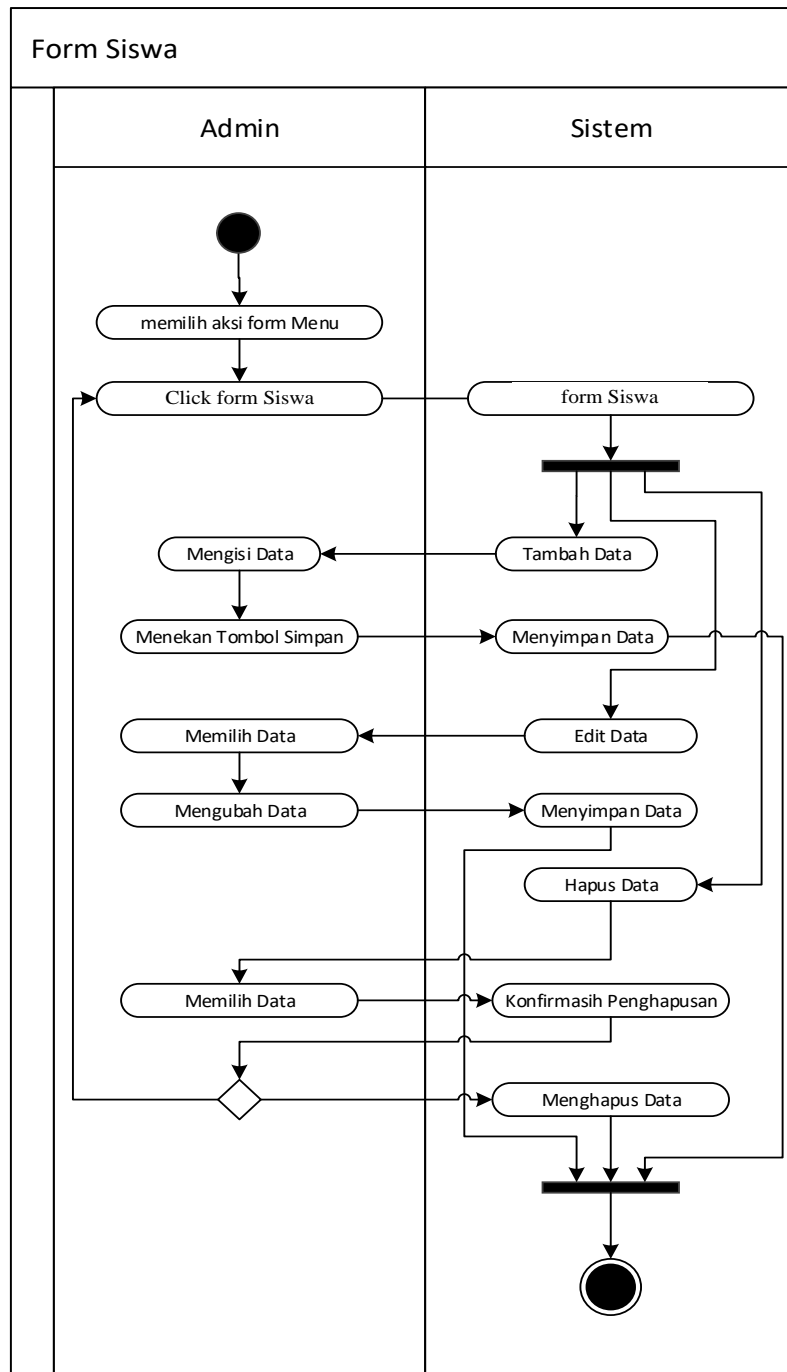 Form Siswa
Admin
Sistem
memilih aksi form Menu
Click form Siswa
form Siswa
Mengisi Data
Tambah Data
Menekan Tombol Simpan
Menyimpan Data
Memilih Data
Edit Data
Mengubah Data
Menyimpan Data
Hapus Data
Memilih Data
Konfirmasih Penghapusan
Menghapus Data